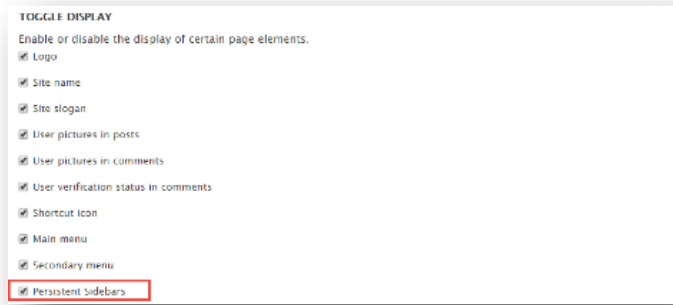 TOGGLE DISPLAY
Enable or disable the display of certain page elements.
Logo
Site name
Site slogan
User pictures in posts
User pictures in comments
User verification status in comments
Shortcut icon
Main menu
Secondary menu
Persistent Sidebars